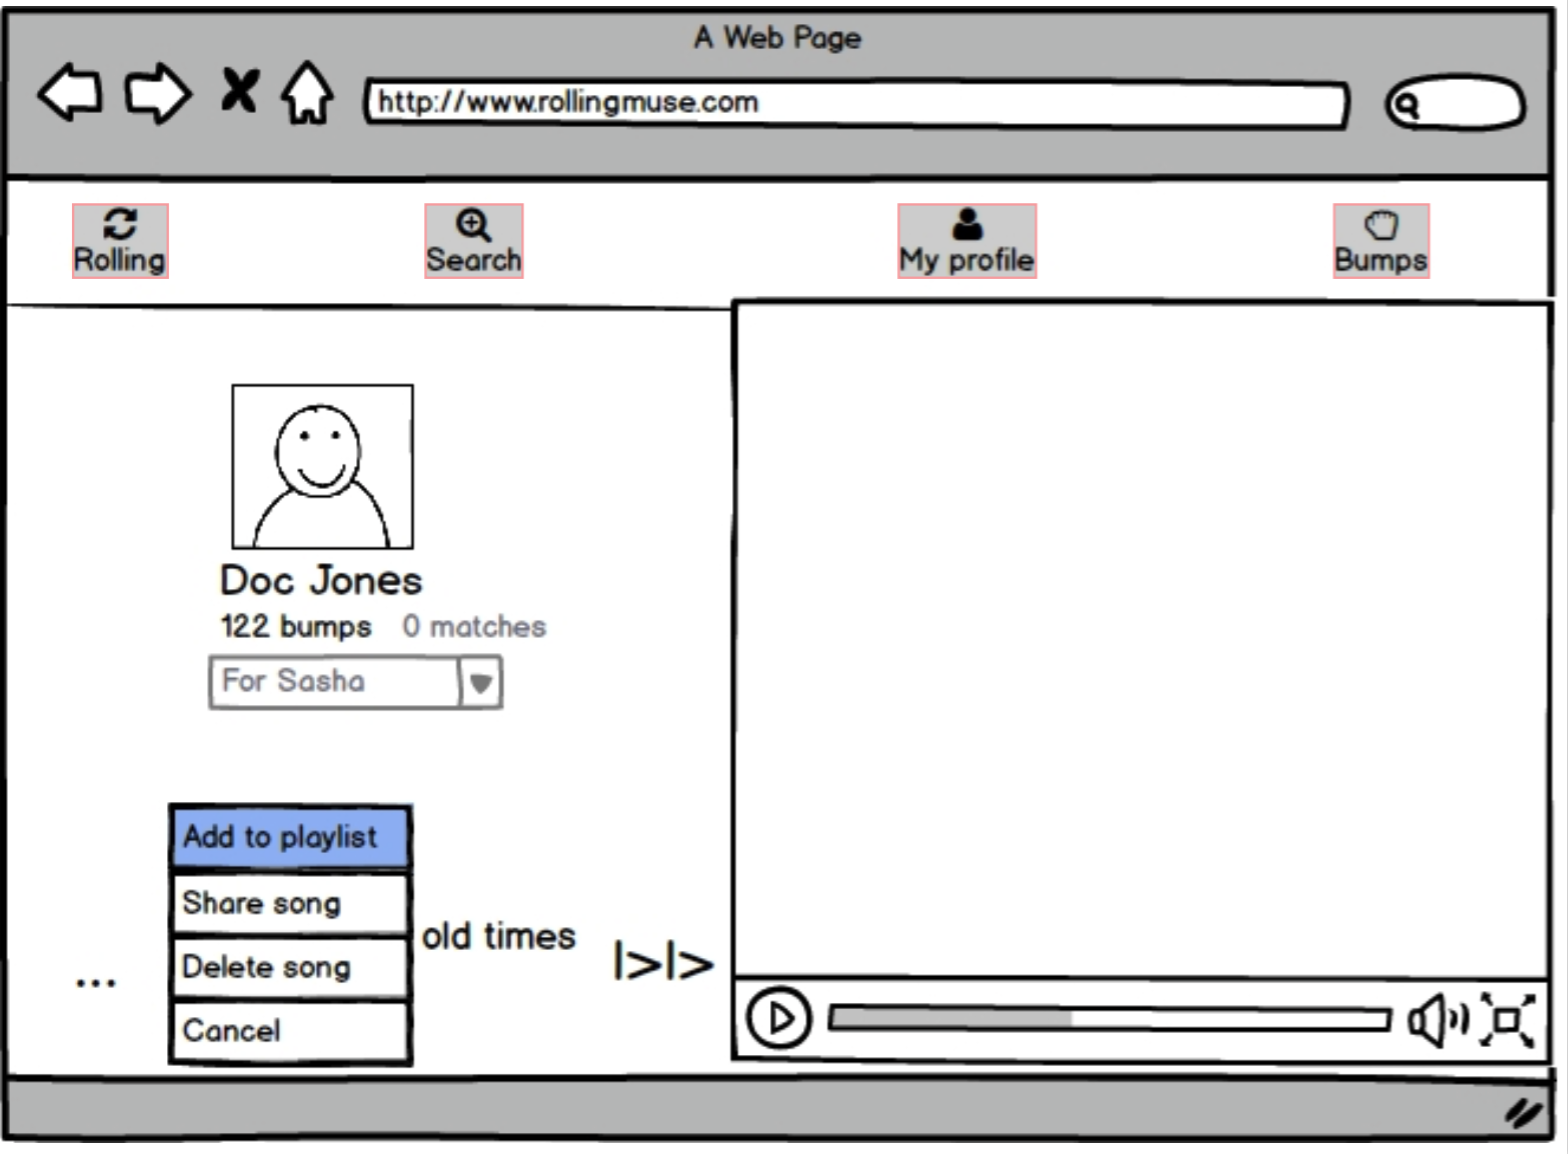 A Web Page
http://www.rollingmuse.com
Rolling
Search
My profile
Bumps
Doc Jones
122 bumps 0 matches
For Sasha
Add to playlist
Share song
old times
Delete song
...
Cancel
|>|>